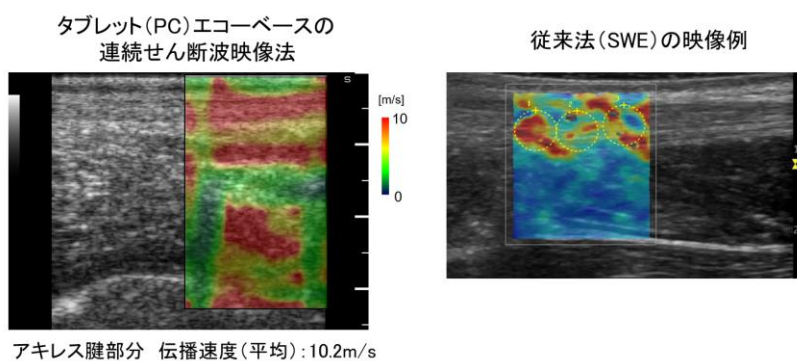 タブレット(PC)エコーベースの
連続せん断波映像法
従来法(SWE)の映像例
S
[m/s]
10
0
アキレス腱部分 伝播速度(平均):10.2m/s